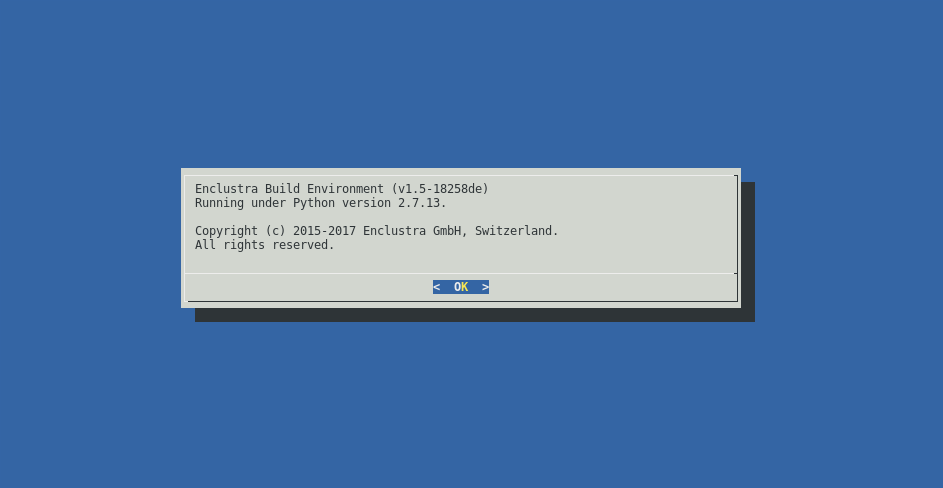 Enclustra Build Environment (v1.5-18258de)
Running under Python version 2.7.13.
Copyright (c) 2015-2017 Enclustra GmbH, Switzerland.
All rights reserved.
<  OK  >